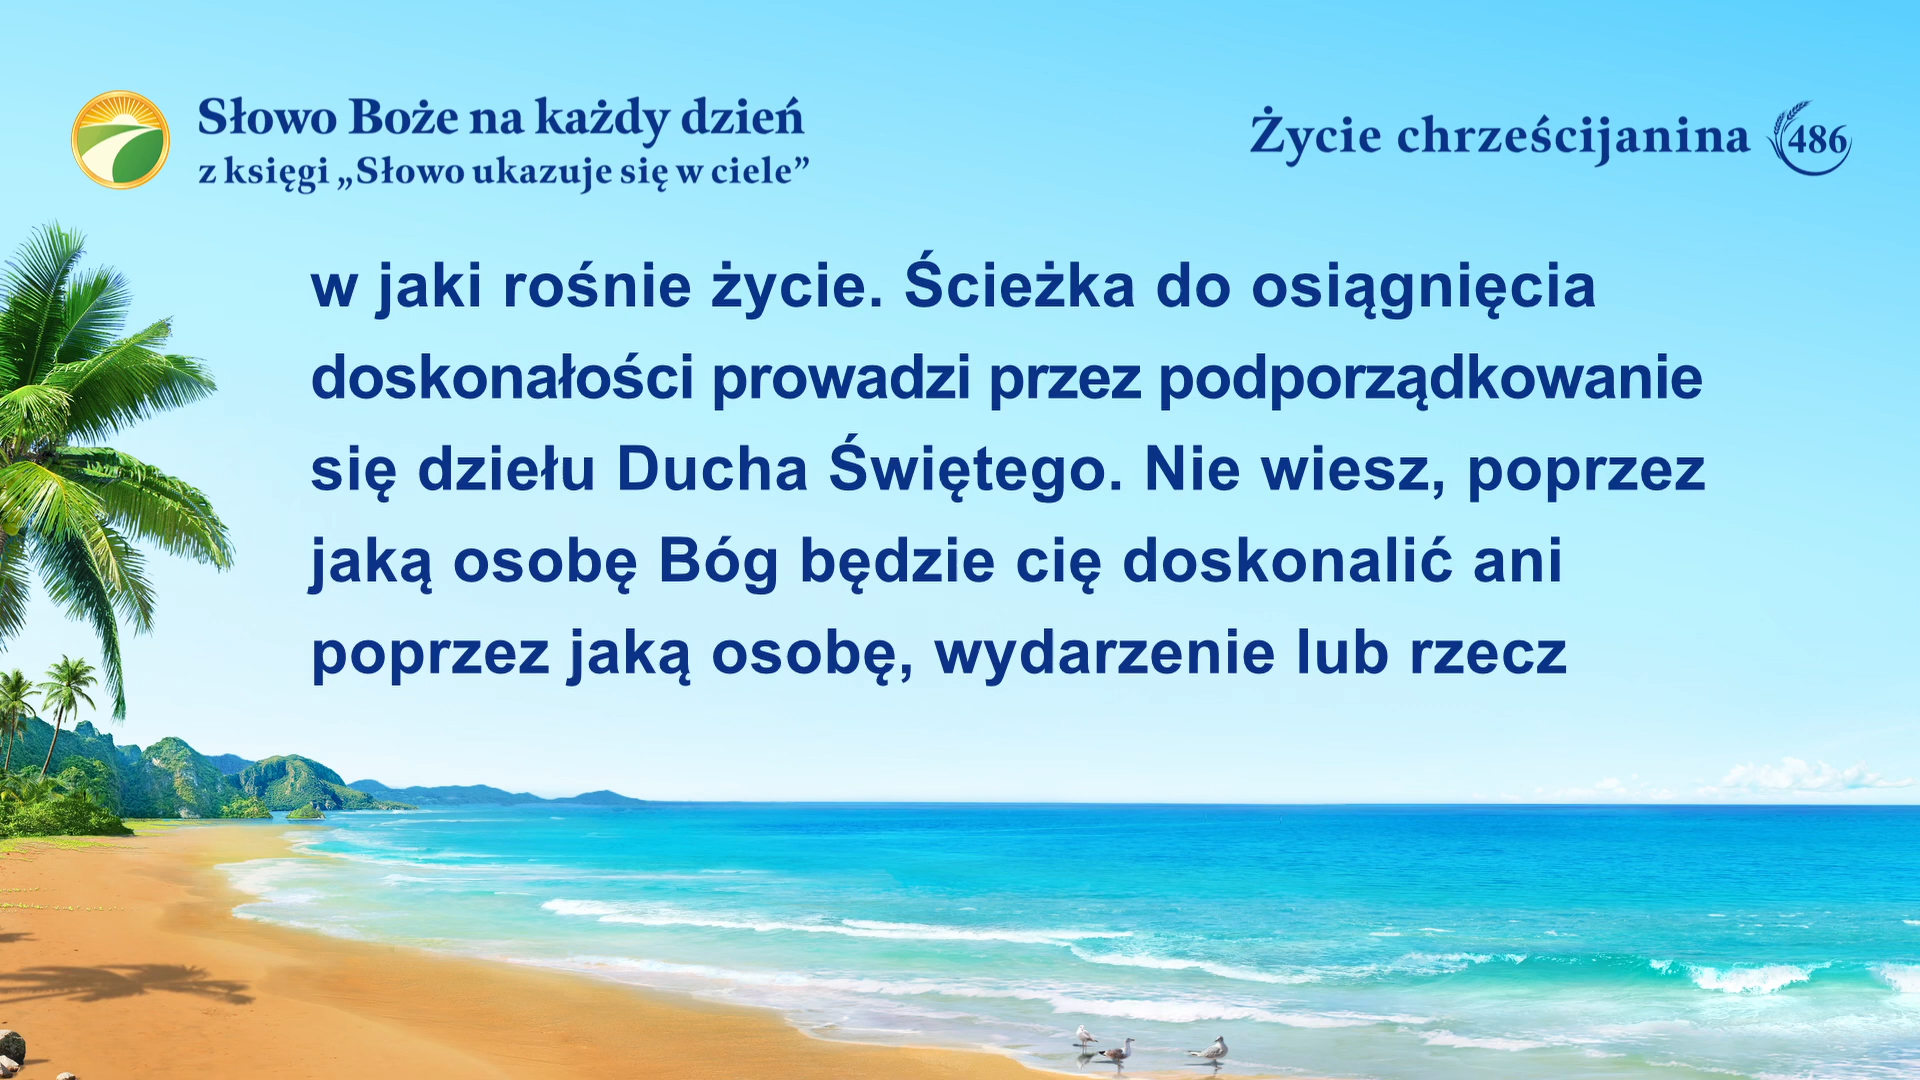 Słowo Boże na każdy dzień
z księgi „Słowo ukazuje się w ciele”
Życie chrześcijanina 486
w jaki rośnie życie. Ścieżka do osiągnięcia
doskonałości prowadzi przez podporządkowanie
się dziełu Ducha Świętego. Nie wiesz, poprzez
jaką osobę Bóg będzie cię doskonalić ani
poprzez jaką osobę, wydarzenie lub rzecz